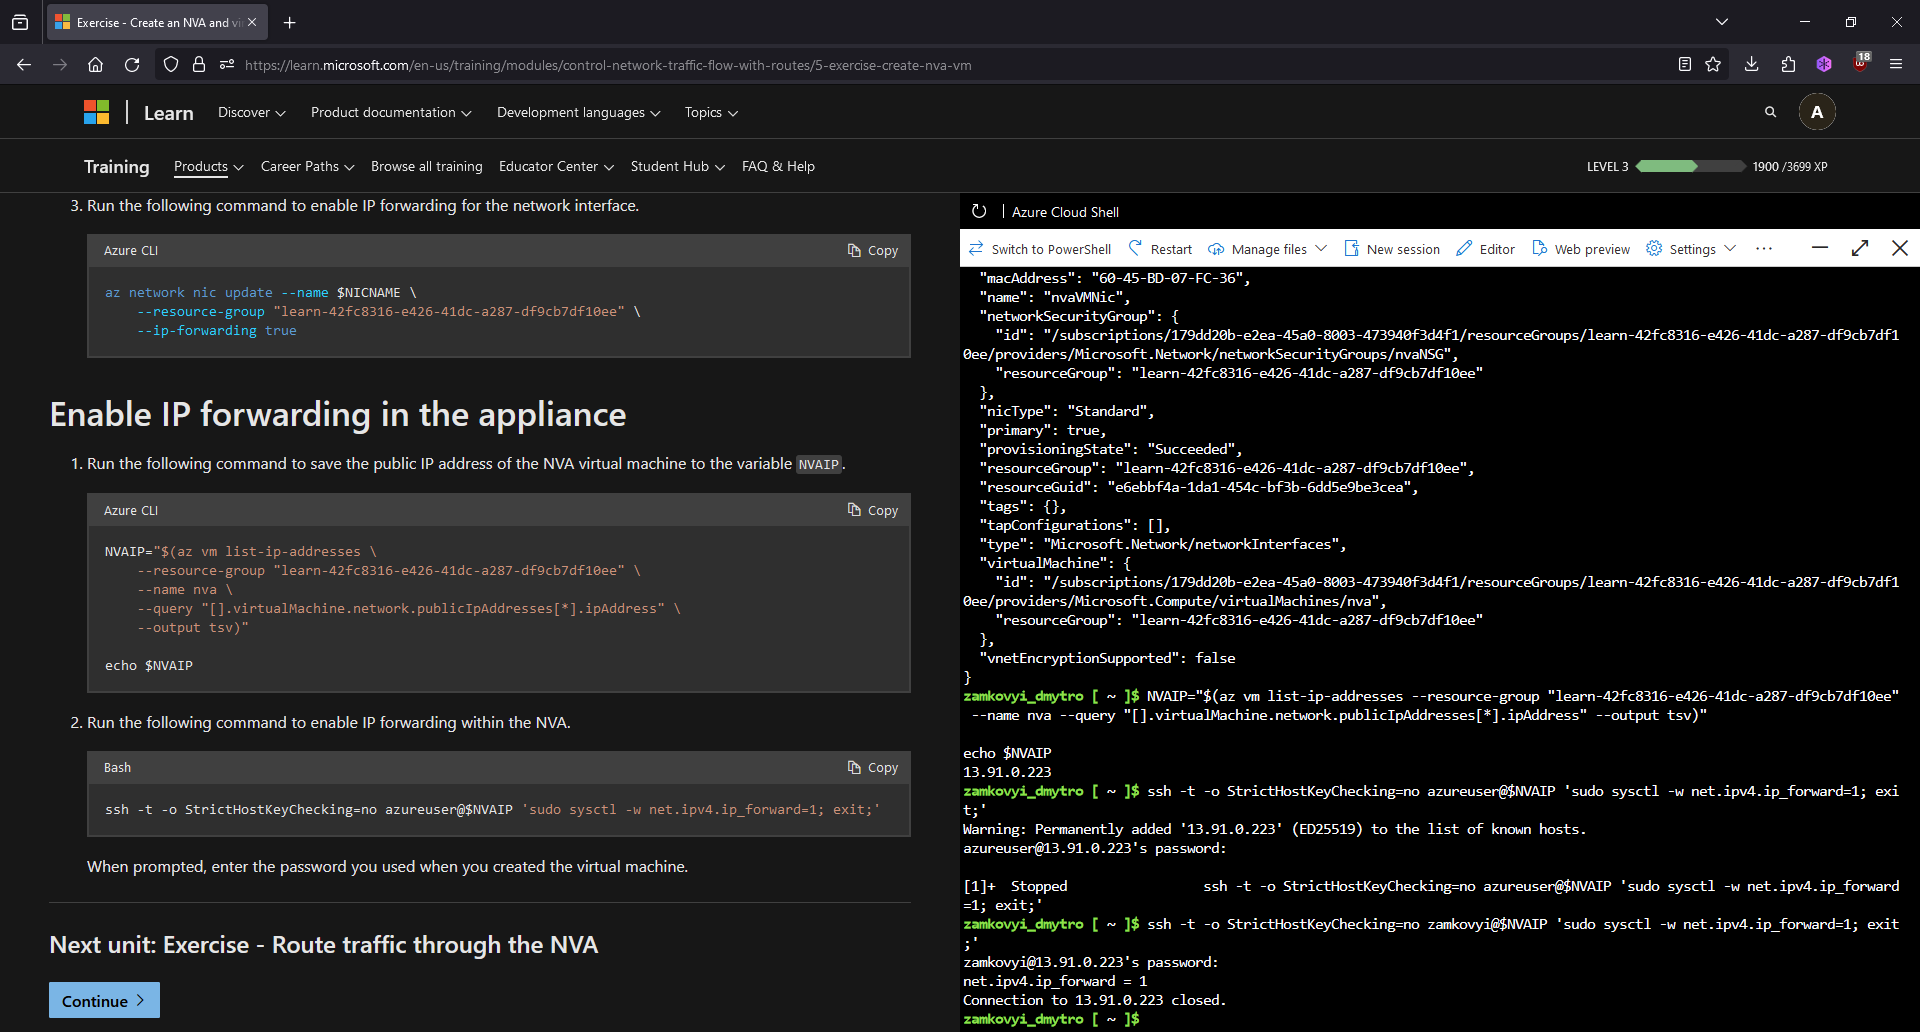 Exercise - Create an NVA and vi
https://learn.microsoft.com/en-us/training/modules/control-network-traffic-flow-with-routes/5-exercise-create-nva-vm
18
Learn
Discover
Product documentation
Development languages
Topics
A
Training
Products
Career Paths
Browse all training
Educator Center
Student Hub
FAQ & Help
LEVEL 3
1900 /3699 XP
3. Run the following command to enable IP forwarding for the network interface.
Azure CLI
Copy
az network nic update --name $NICNAME \
--resource-group "learn-42fc8316-e426-41dc-a287-df9cb7df10ee" \
--ip-forwarding true
Enable IP forwarding in the appliance
1. Run the following command to save the public IP address of the NVA virtual machine to the variable NVAIP.
Azure CLI
Copy
NVAIP="$(az vm list-ip-addresses \
--resource-group "learn-42fc8316-e426-41dc-a287-df9cb7df10ee" \
--name nva \
--query "[].virtualMachine.network.publicIpAddresses[*].ipAddress" \
--output tsv)"
echo $NVAIP
2. Run the following command to enable IP forwarding within the NVA.
Bash
Copy
ssh -t -o StrictHostKeyChecking=no azureuser@$NVAIP 'sudo sysctl -w net.ipv4.ip_forward=1; exit;'
When prompted, enter the password you used when you created the virtual machine.
Next unit: Exercise - Route traffic through the NVA
Continue
Azure Cloud Shell
Switch to PowerShell
Restart
Manage files
New session
Editor
Web preview
Settings
"macAddress": "60-45-BD-07-FC-36",
"name": "nvaVMNic",
"networkSecurityGroup": {
"id": "/subscriptions/179dd20b-e2ea-45a0-8003-473940f3d4f1/resourceGroups/learn-42fc8316-e426-41dc-a287-df9cb7df1
0ee/providers/Microsoft.Network/networkSecurityGroups/nvaNSG",
"resourceGroup": "learn-42fc8316-e426-41dc-a287-df9cb7df10ee"
},
"nicType": "Standard",
"primary": true,
"provisioningState": "Succeeded",
"resourceGroup": "learn-42fc8316-e426-41dc-a287-df9cb7df10ee",
"resourceGuid": "e6ebbf4a-1da1-454c-bf3b-6dd5e9be3cea",
"tags": {},
"tapConfigurations": [],
"type": "Microsoft.Network/networkInterfaces",
"virtualMachine": {
"id": "/subscriptions/179dd20b-e2ea-45a0-8003-473940f3d4f1/resourceGroups/learn-42fc8316-e426-41dc-a287-df9cb7df1
0ee/providers/Microsoft.Compute/virtualMachines/nva",
"resourceGroup": "learn-42fc8316-e426-41dc-a287-df9cb7df10ee"
},
"vnetEncryptionSupported": false
}
zamkovyi_dmytro [ ~ ]$ NVAIP="$(az vm list-ip-addresses --resource-group "learn-42fc8316-e426-41dc-a287-df9cb7df10ee"
--name nva --query "[].virtualMachine.network.publicIpAddresses[*].ipAddress" --output tsv)"
echo $NVAIP
13.91.0.223
zamkovyi_dmytro [ ~ ]$ ssh -t -o StrictHostKeyChecking=no azureuser@$NVAIP 'sudo sysctl -w net.ipv4.ip_forward=1; exi
t;'
Warning: Permanently added '13.91.0.223' (ED25519) to the list of known hosts.
azureuser@13.91.0.223's password:
[1]+  Stopped                 ssh -t -o StrictHostKeyChecking=no azureuser@$NVAIP 'sudo sysctl -w net.ipv4.ip_forward
=1; exit;'
zamkovyi_dmytro [ ~ ]$ ssh -t -o StrictHostKeyChecking=no zamkovyi@$NVAIP 'sudo sysctl -w net.ipv4.ip_forward=1; exit
;'
zamkovyi@13.91.0.223's password:
net.ipv4.ip_forward = 1
Connection to 13.91.0.223 closed.
zamkovyi_dmytro [ ~ ]$